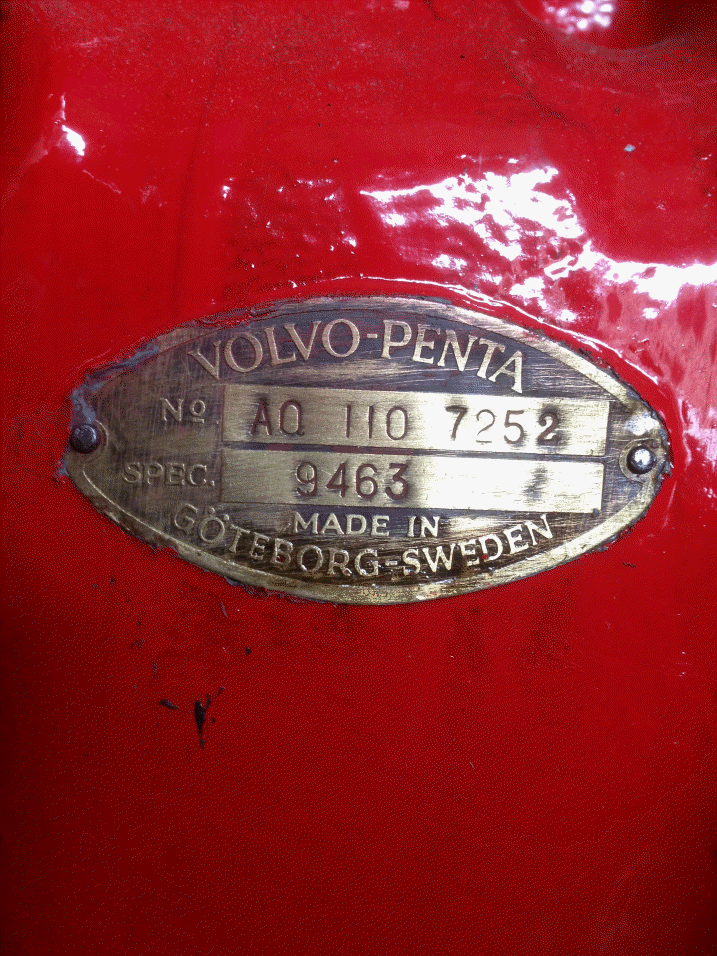 VOLVO-PENTA
Nº AQ 110 7252
SPEC. 9463
MADE IN
GÖTEBORG-SWEDEN